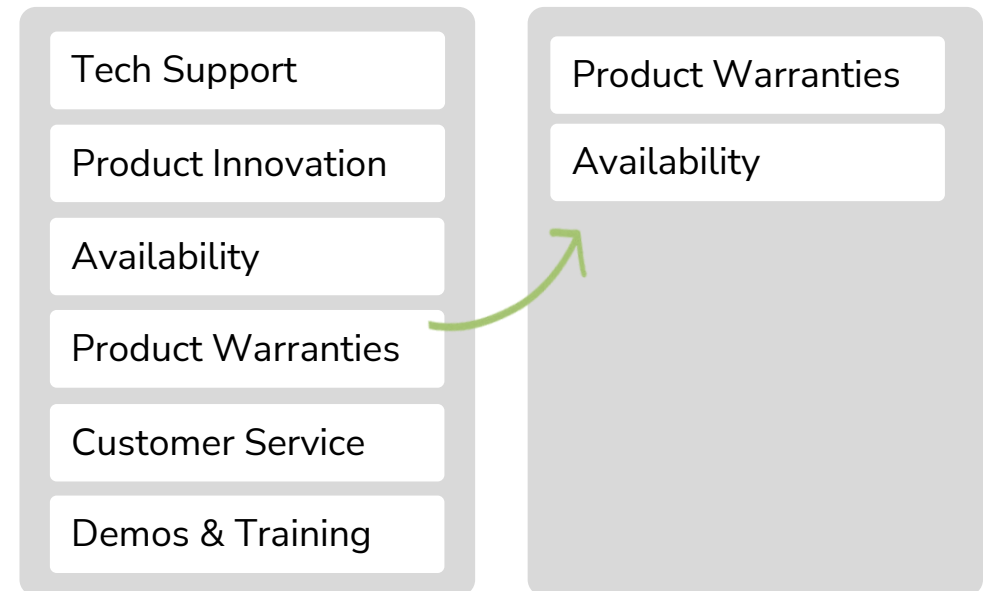 Tech Support
Product Innovation
Availability
Product Warranties
Customer Service
Demos & Training
Product Warranties
Availability